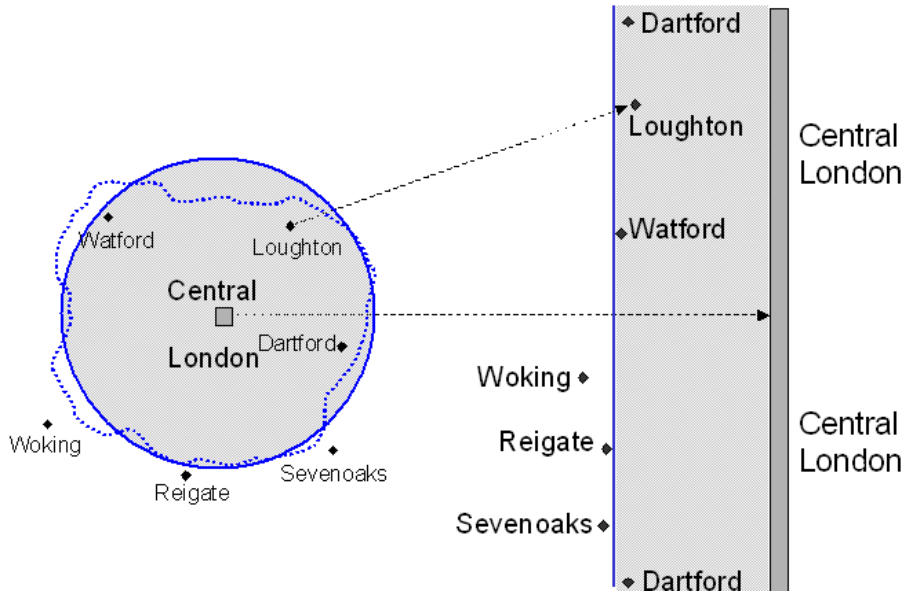 Watford
Loughton
Central
London
Dartford
Woking
Reigate
Sevenoaks
Dartford
Loughton
Watford
Woking
Reigate
Sevenoaks
Dartford
Central
London
Central
London